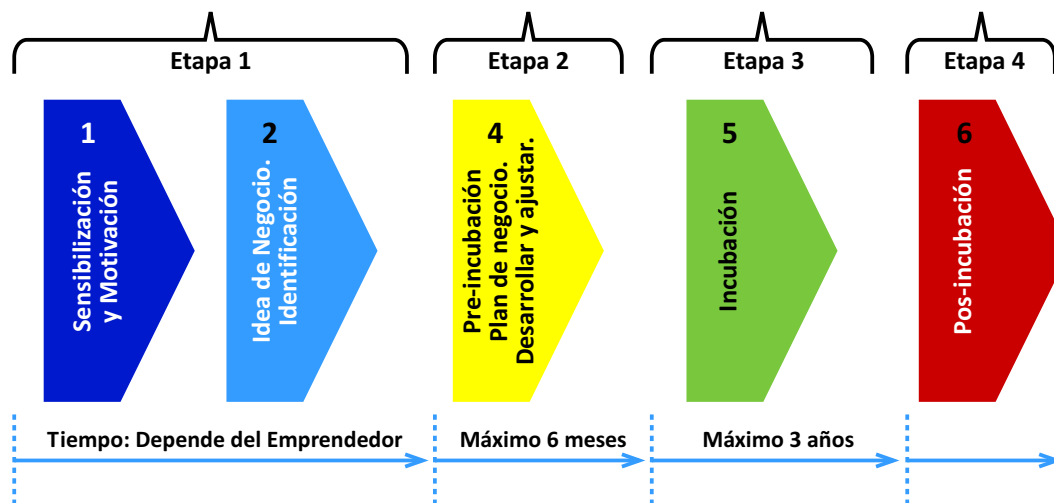 Etapa 1
Etapa 2
Etapa 3
Etapa 4
1
Sensibilización
y Motivación
2
Idea de Negocio.
Identificación
4
Pre-incubación
Plan de negocio.
Desarrollar y ajustar.
5
Incubación
6
Pos-incubación
Tiempo: Depende del Emprendedor
Máximo 6 meses
Máximo 3 años